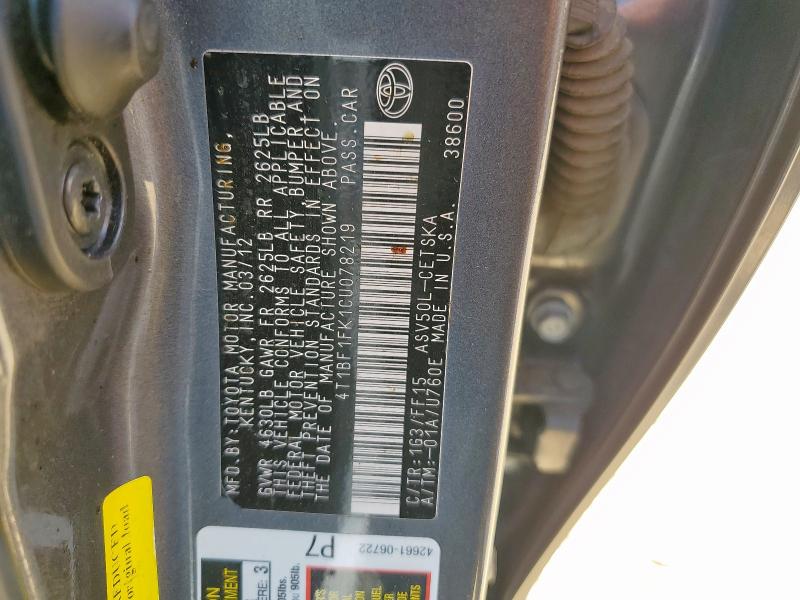 MFD.BY:TOYOTA MOTOR MANUFACTURING,
KENTUCKY, INC. 03/12
GVWR 4630LB GAWR FR 2625LB RR 2625LB
THIS VEHICLE CONFORMS TO ALL APPLICABLE
FEDERAL MOTOR VEHICLE SAFETY, BUMPER, AND
THEFT PREVENTION STANDARDS IN EFFECT ON
THE DATE OF MANUFACTURE SHOWN ABOVE
4T1BF1FK1CU078219 PASS.CAR
C/TR:1G3/FF15 ASV50L-CETSKA
A/TM:-01A/U760E MADE IN U.S.A. 38600
P7
42661-06722